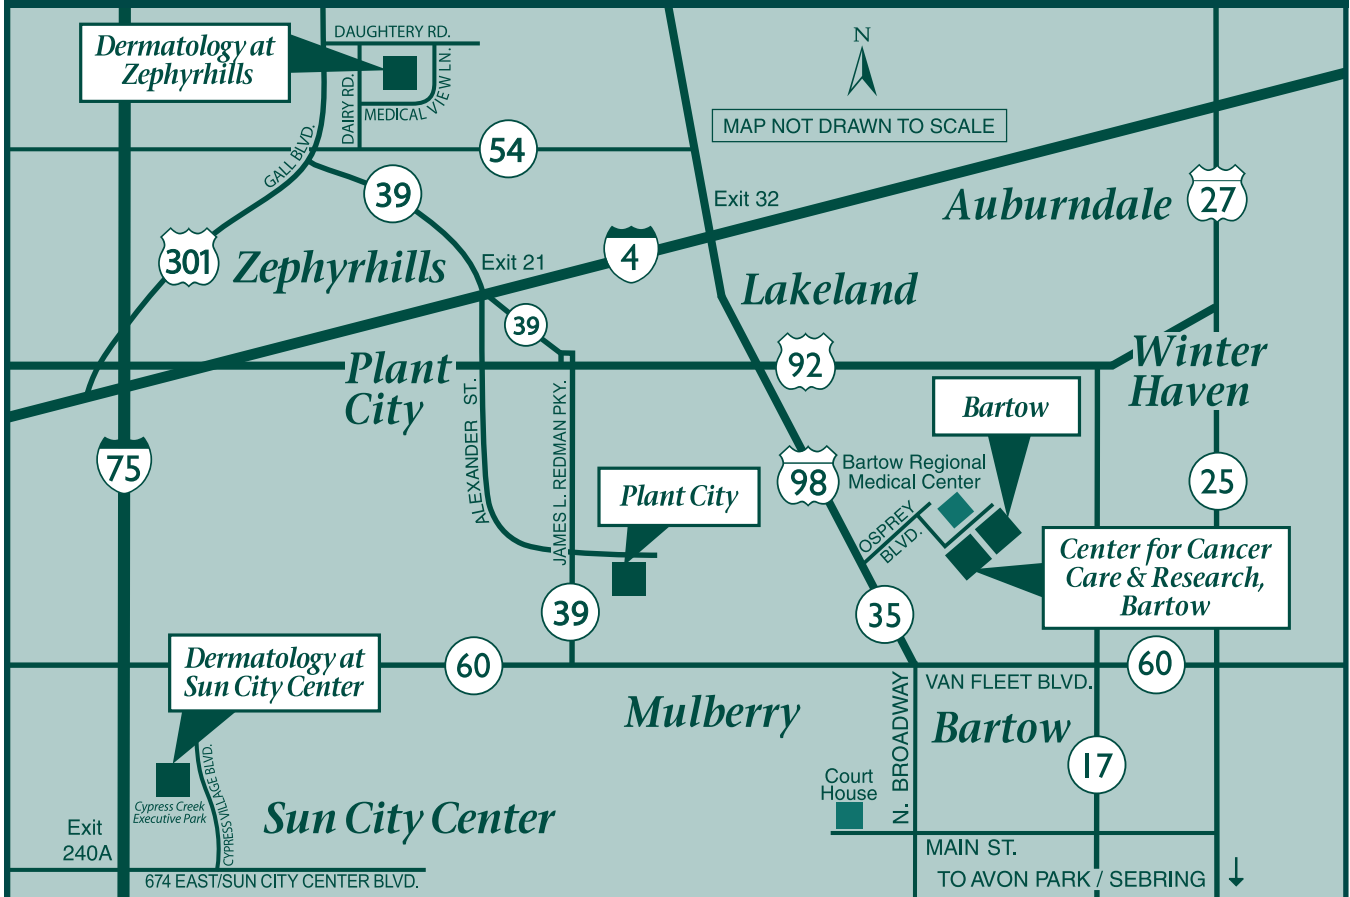 DAUGHTERY RD.
Dermatology at
Zephyrhills
DAIRY RD.
MEDICAL VIEW LN.
N
MAP NOT DRAWN TO SCALE
GALL BLVD.
54
39
Exit 32
Auburndale
27
301
Zephyrhills
Exit 21
4
Lakeland
39
92
Plant
City
Winter
Haven
ALEXANDER ST.
JAMES L. REDMAN PKY.
Bartow
75
98
Bartow Regional
Medical Center
25
Plant City
OSPREY
BLVD.
Center for Cancer
Care & Research,
Bartow
39
35
60
60
Dermatology at
Sun City Center
N. BROADWAY
VAN FLEET BLVD.
Mulberry
Bartow
17
CYPRESS VILLAGE BLVD.
Cypress Creek
Executive Park
Court
House
Sun City Center
Exit
240A
MAIN ST.
674 EAST/SUN CITY CENTER BLVD.
TO AVON PARK / SEBRING